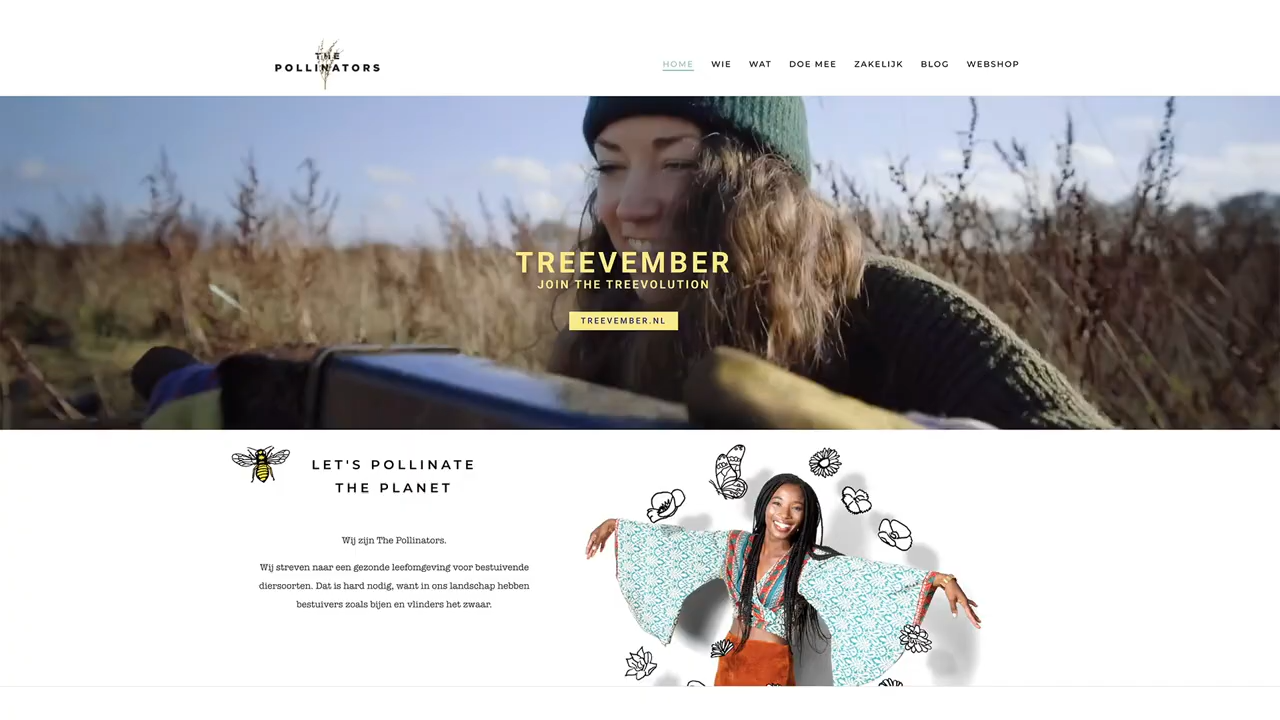 THE
POLLINATORS
HOME WIE WAT DOE MEE ZAKELIJK BLOG WEBSHOP
TREEVEMBER
JOIN THE TREEVOLUTION
TREEVEMBER.NL
LET'S POLLINATE
THE PLANET
Wij zijn The Pollinators.
Wij streven naar een gezonde leefomgeving voor bestuivende
diersoorten. Dat is hard nodig, want in ons landschap hebben
bestuivers zoals bijen en vlinders het zwaar.